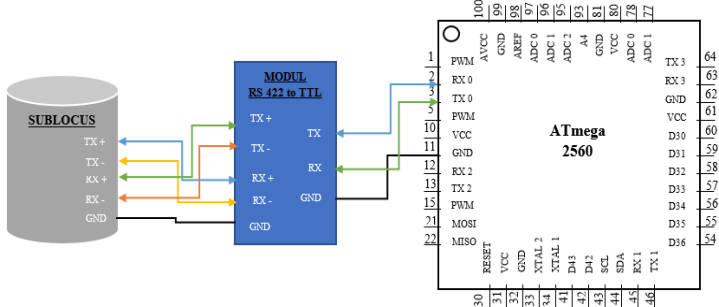 100 99 98 97 96 95 93 81 80 78 77
AVCC GND AREF ADC 0 ADC 1 ADC 2 A4 GND VCC ADC 0 ADC 1
1 PWM
2 RX 0
3 TX 0
5 PWM
10 VCC
11 GND
12 RX 2
13 TX 2
15 PWM
21 MOSI
22 MISO
ATmega
2560
TX 3 64
RX 3 63
GND 62
VCC 61
D30 60
D31 59
D32 58
D33 57
D34 56
D35 55
D36 54
RESET VCC GND XTAL 2 XTAL 1 D43 D42 SCL SDA RX 1 TX 1
30 31 32 33 34 41 42 43 44 45 46
MODUL
RS 422 to TTL
TX +
TX -
RX +
RX -
GND
TX
RX
GND
SUBLOCUS
TX +
TX -
RX +
RX -
GND